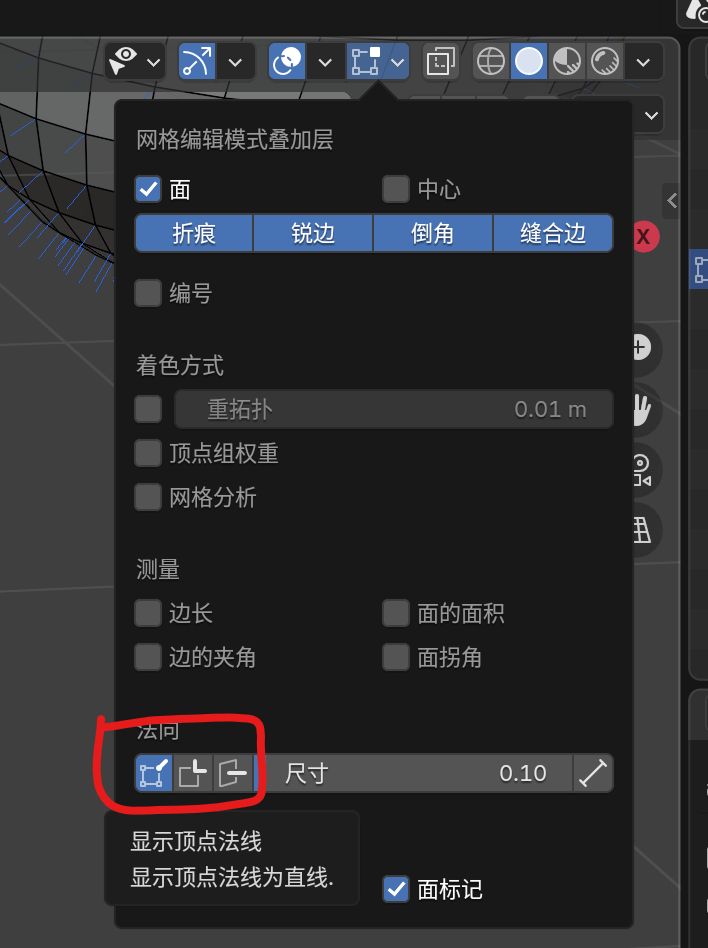 网格编辑模式叠加层
面 中心
折痕 锐边 倒角 缝合边
编号
X
着色方式
重拓扑 0.01 m
顶点组权重
网格分析
测量
边长 面的面积
边的夹角 面拐角
法向
尺寸 0.10
显示顶点法线
显示顶点法线为直线.
面标记